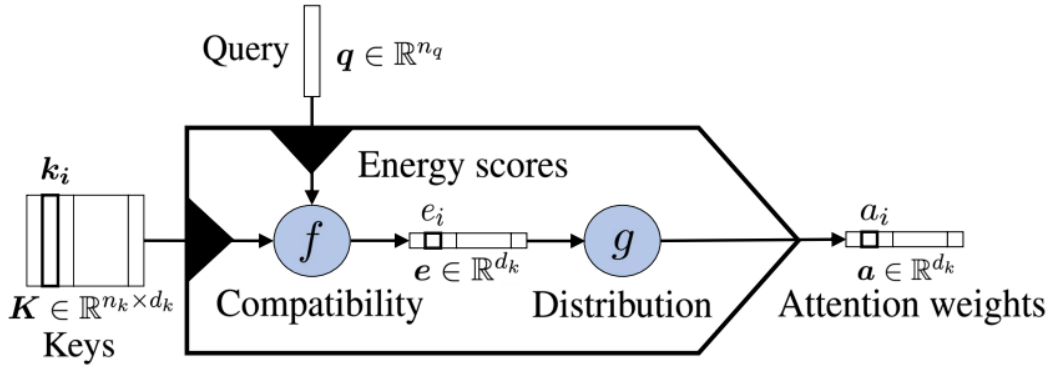 Query
q ∈ ℝ^{n_q}
Energy scores
k_i
f
e_i
g
a_i
e ∈ ℝ^{d_k}
a ∈ ℝ^{d_k}
K ∈ ℝ^{n_k×d_k}
Compatibility
Distribution
Attention weights
Keys